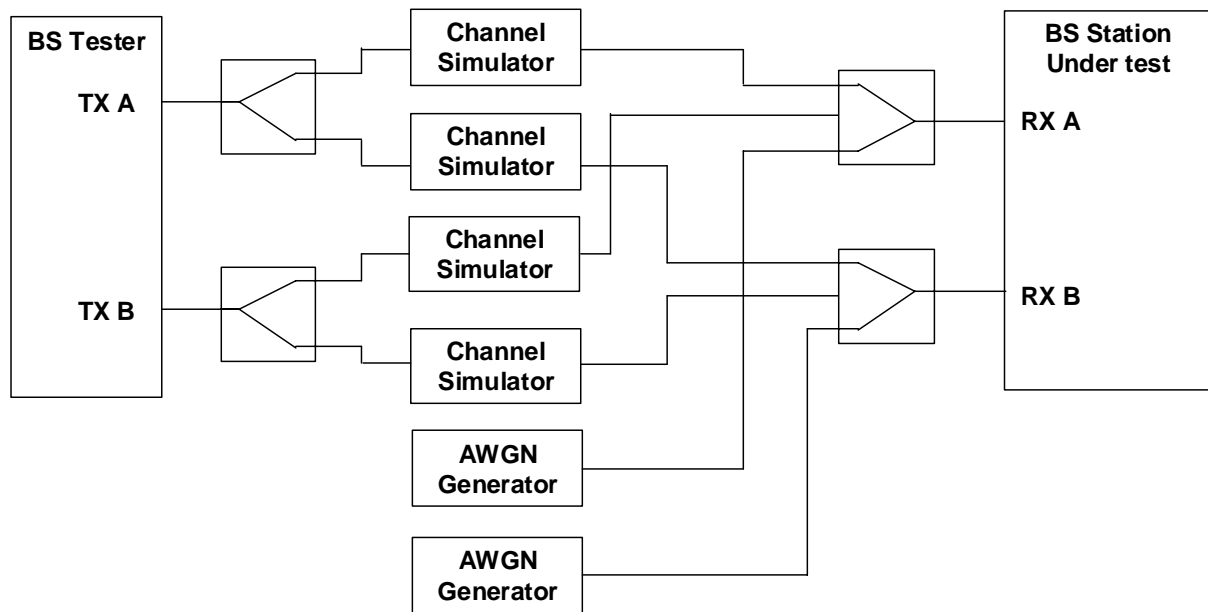 BS Tester
TX A
TX B
Channel
Simulator
Channel
Simulator
Channel
Simulator
Channel
Simulator
AWGN
Generator
AWGN
Generator
BS Station
Under test
RX A
RX B